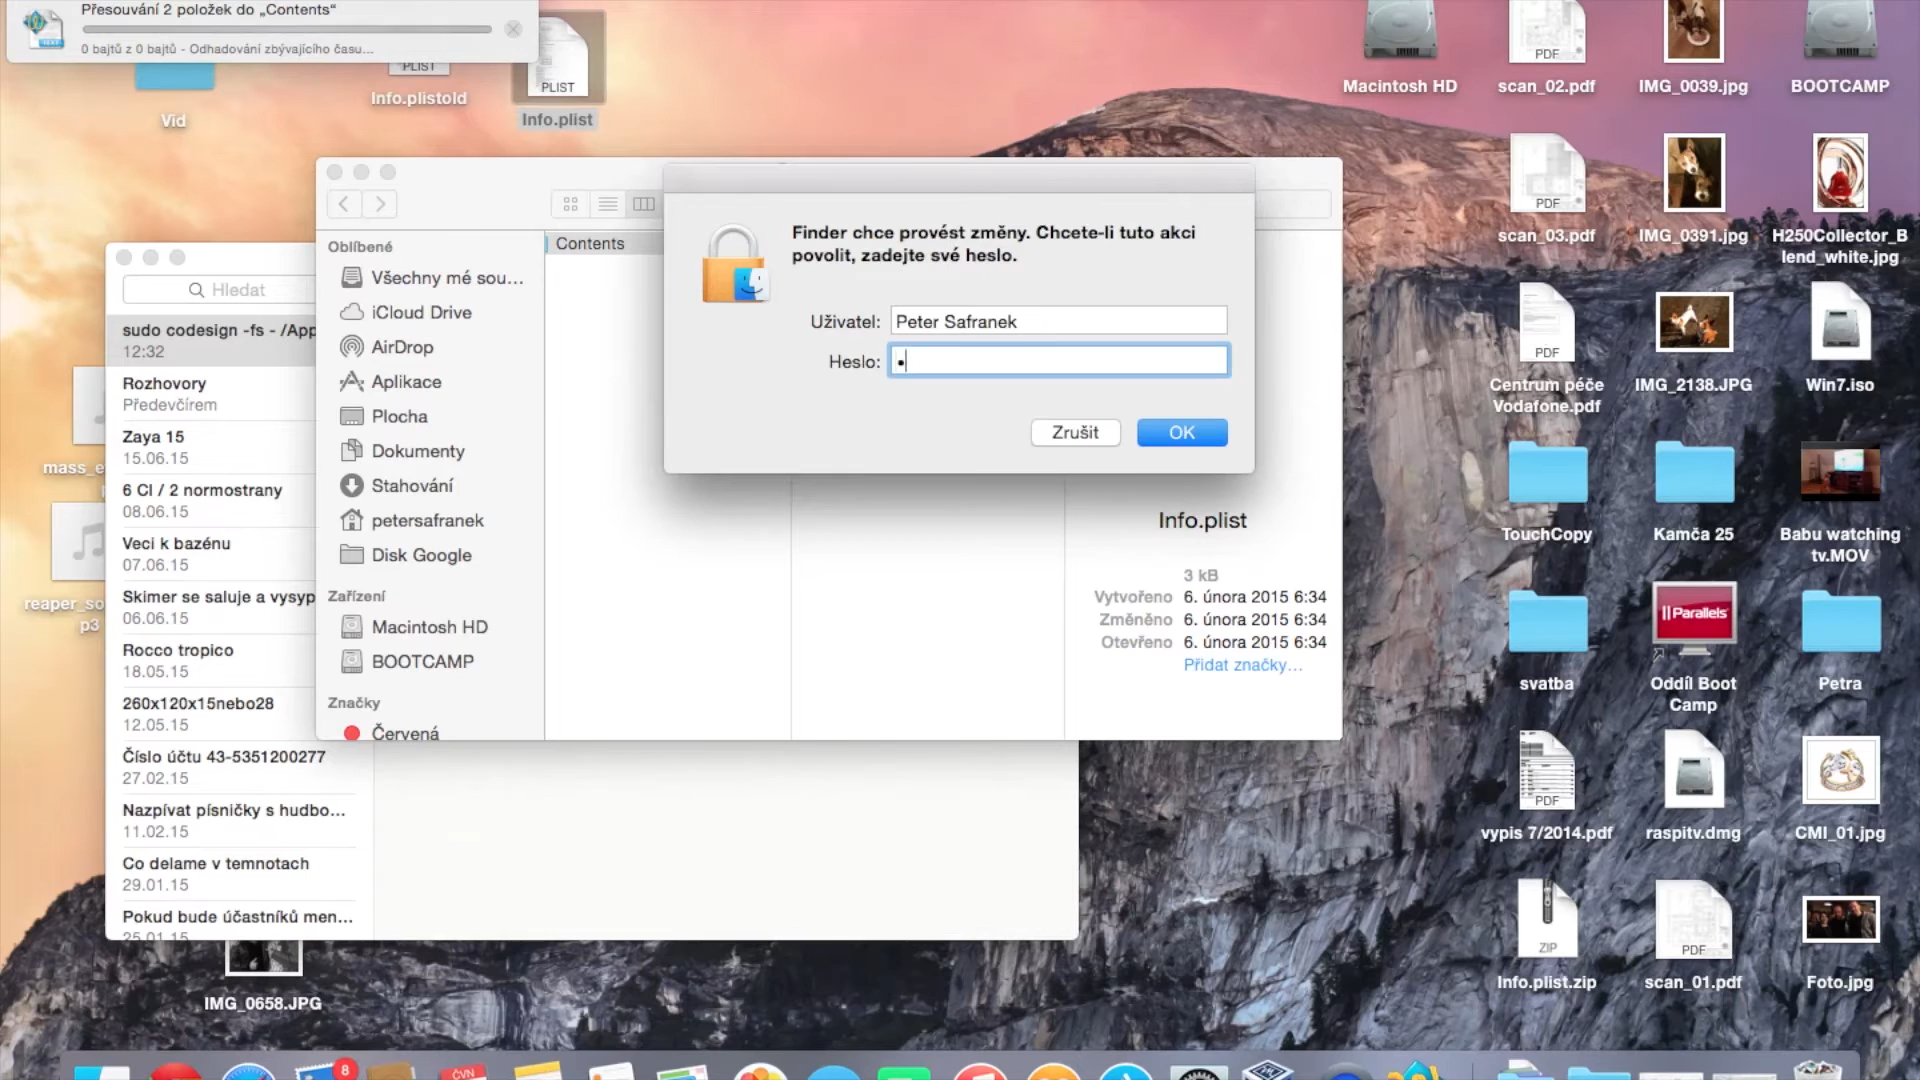 Přesouvání 2 položek do „Contents“
0 bajtů z 0 bajtů - Odhadování zbývajícího času...
PLIST
Info.plistold
PLIST
Info.plist
Vid
Macintosh HD
PDF
scan_02.pdf
IMG_0039.jpg
BOOTCAMP
PDF
scan_03.pdf
IMG_0391.jpg
H250Collector_B
lend_white.jpg
PDF
Centrum péče
Vodafone.pdf
IMG_2138.JPG
Win7.iso
TouchCopy
Kamča 25
Babu watching
tv.MOV
svatba
Parallels
Oddíl Boot
Camp
Petra
PDF
vypis 7/2014.pdf
raspitv.dmg
CMI_01.jpg
ZIP
Info.plist.zip
PDF
scan_01.pdf
Foto.jpg
Finder chce provést změny. Chcete-li tuto akci
povolit, zadejte své heslo.
Uživatel: Peter Safranek
Heslo: •
Zrušit
OK
Oblíbené
Všechny mé sou...
iCloud Drive
AirDrop
Aplikace
Plocha
Dokumenty
Stahování
petersafranek
Disk Google
Zařízení
Macintosh HD
BOOTCAMP
Značky
Červená
Contents
Info.plist
3 kB
Vytvořeno 6. února 2015 6:34
Změněno 6. února 2015 6:34
Otevřeno 6. února 2015 6:34
Přidat značky...
Hledat
sudo codesign -fs - /App
12:32
Rozhovory
Předevčírem
Zaya 15
15.06.15
6 Cl / 2 normostrany
08.06.15
Veci k bazénu
07.06.15
Skimer se saluje a vysyp
06.06.15
Rocco tropico
18.05.15
260x120x15nebo28
12.05.15
Číslo účtu 43-5351200277
27.02.15
Nazpívat písničky s hudbo...
11.02.15
Co delame v temnotach
29.01.15
Pokud bude účastníků men...
25.01.15
mass_e
reaper_so
p3
IMG_0658.JPG
8
ČVN